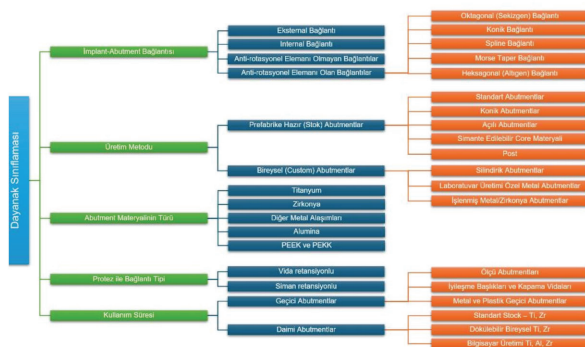 Dayanak Sınıflaması
İmplant-Abutment Bağlantısı
Eksternal Bağlantı
Internal Bağlantı
Anti-rotasyonel Elemanı Olmayan Bağlantılar
Anti-rotasyonel Elemanı Olan Bağlantılar
Oktagonal (Sekizgen) Bağlantı
Konik Bağlantı
Spline Bağlantı
Morse Taper Bağlantı
Heksagonal (Altıgen) Bağlantı
Üretim Metodu
Prefabrike Hazır (Stok) Abutmentlar
Standart Abutmentlar
Konik Abutmentlar
Açılı Abutmentlar
Simante Edilebilir Core Materyali
Post
Bireysel (Custom) Abutmentlar
Silindirik Abutmentlar
Laboratuvar Üretimi Özel Metal Abutmentlar
İşlenmiş Metal/Zirkonya Abutmentlar
Abutment Materyalinin Türü
Titanyum
Zirkonya
Diğer Metal Alaşımları
Alumina
PEEK ve PEKK
Protez ile Bağlantı Tipi
Vida retansiyonlu
Siman retansiyonlu
Kullanım Süresi
Geçici Abutmentlar
Ölçü Abutmentları
İyileşme Başlıkları ve Kapama Vidaları
Metal ve Plastik Geçici Abutmentlar
Daimi Abutmentlar
Standart Stock – Ti, Zr
Dökülebilir Bireysel Ti, Zr
Bilgisayar Üretimi Ti, Al, Zr